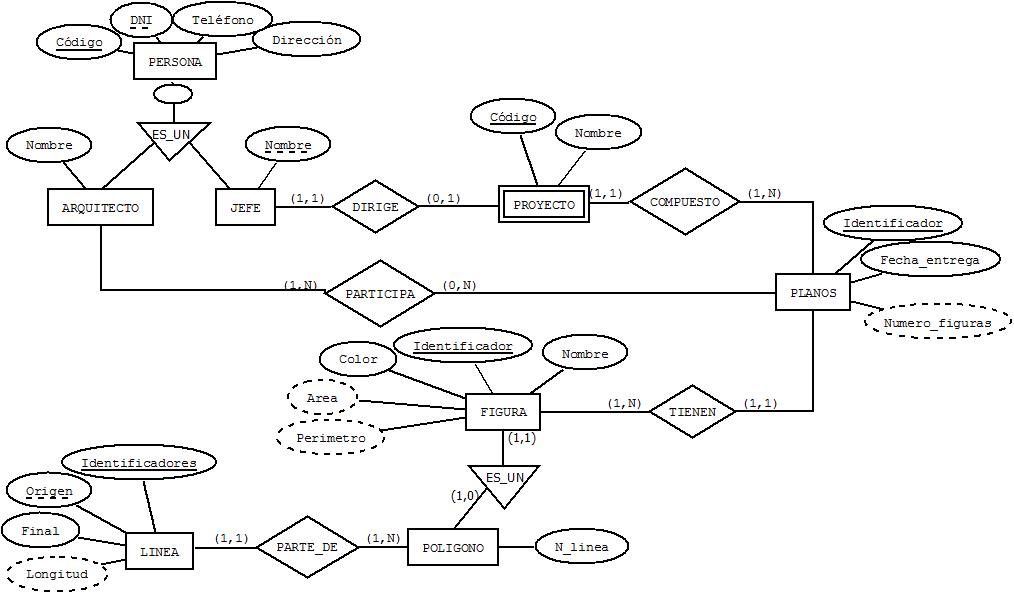 DNI
Teléfono
Código
Dirección
PERSONA
ES_UN
Nombre
Nombre
Código
Nombre
ARQUITECTO
JEFE
(1,1)
DIRIGE
(0,1)
PROYECTO
(1,1)
COMPUESTO
(1,N)
Identificador
Fecha_entrega
(1,N)
PARTICIPA
(0,N)
PLANOS
Numero_figuras
Color
Identificador
Nombre
Area
FIGURA
(1,N)
TIENEN
(1,1)
Perimetro
(1,1)
Identificadores
ES_UN
Origen
(1,0)
Final
LINEA
(1,1)
PARTE_DE
(1,N)
POLIGONO
N_linea
Longitud